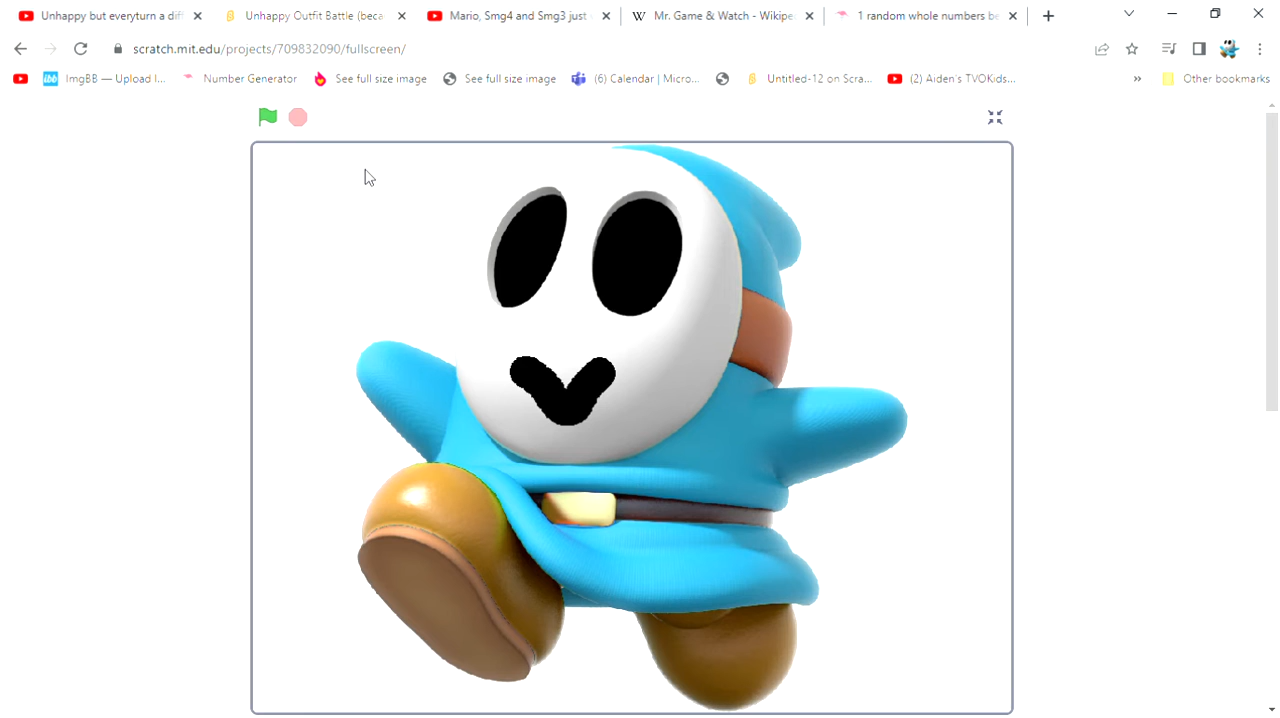 Unhappy but everyturn a diff
Unhappy Outfit Battle (beca
Mario, Smg4 and Smg3 just v
Mr. Game & Watch - Wikipe
1 random whole numbers be
scratch.mit.edu/projects/709832090/fullscreen/
ibb ImgBB — Upload I...
Number Generator
See full size image
See full size image
(6) Calendar | Micro...
Untitled-12 on Scra...
(2) Aiden's TVOKids...
»
Other bookmarks